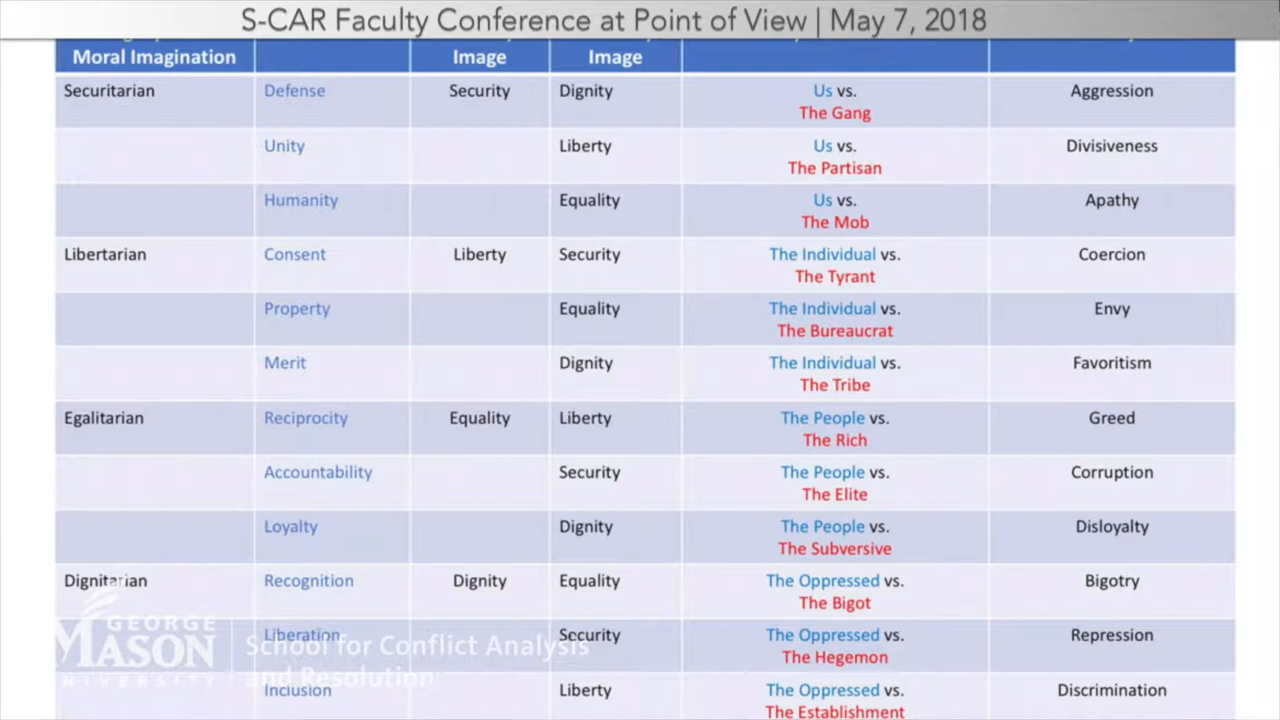 S-CAR Faculty Conference at Point of View | May 7, 2018
Moral Imagination Image Image
Securitarian Defense Security Dignity Us vs. Aggression
The Gang
Unity Liberty Us vs. Divisiveness
The Partisan
Humanity Equality Us vs. Apathy
The Mob
Libertarian Consent Liberty Security The Individual vs. Coercion
The Tyrant
Property Equality The Individual vs. Envy
The Bureaucrat
Merit Dignity The Individual vs. Favoritism
The Tribe
Egalitarian Reciprocity Equality Liberty The People vs. Greed
The Rich
Accountability Security The People vs. Corruption
The Elite
Loyalty Dignity The People vs. Disloyalty
The Subversive
Dignitarian Recognition Dignity Equality The Oppressed vs. Bigotry
The Bigot
Liberation Security The Oppressed vs. Repression
The Hegemon
Inclusion Liberty The Oppressed vs. Discrimination
The Establishment
GEORGE
MASON
UNIVERSITY
School for Conflict Analysis
and Resolution